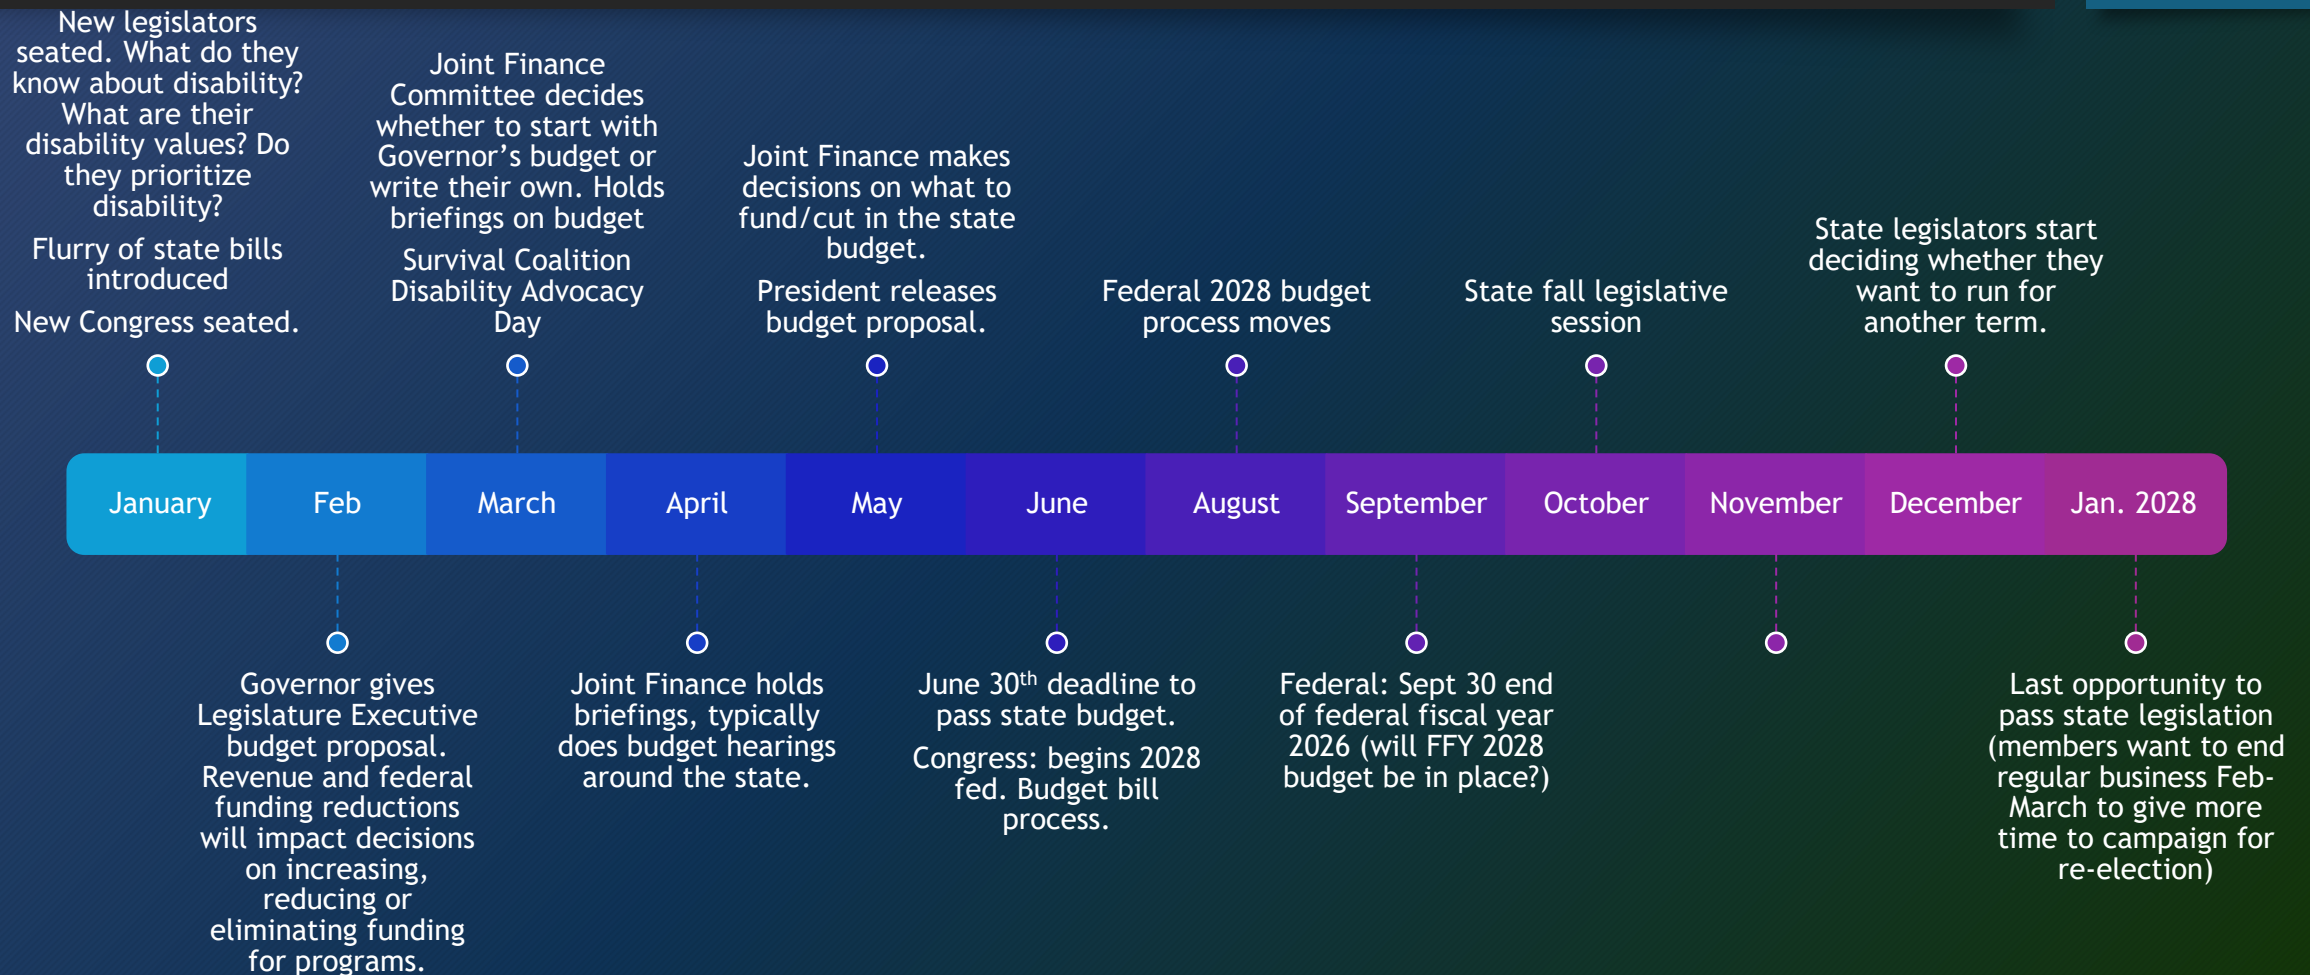 New legislators
seated. What do they
know about disability?
What are their
disability values? Do
they prioritize
disability?
Flurry of state bills
introduced
New Congress seated.
Joint Finance
Committee decides
whether to start with
Governor’s budget or
write their own. Holds
briefings on budget
Survival Coalition
Disability Advocacy
Day
Joint Finance makes
decisions on what to
fund/cut in the state
budget.
President releases
budget proposal.
Federal 2028 budget
process moves
State fall legislative
session
State legislators start
deciding whether they
want to run for
another term.
January Feb March April May June August September October November December Jan. 2028
Governor gives
Legislature Executive
budget proposal.
Revenue and federal
funding reductions
will impact decisions
on increasing,
reducing or
eliminating funding
for programs.
Joint Finance holds
briefings, typically
does budget hearings
around the state.
June 30th deadline to
pass state budget.
Congress: begins 2028
fed. Budget bill
process.
Federal: Sept 30 end
of federal fiscal year
2026 (will FFY 2028
budget be in place?)
Last opportunity to
pass state legislation
(members want to end
regular business Feb-
March to give more
time to campaign for
re-election)